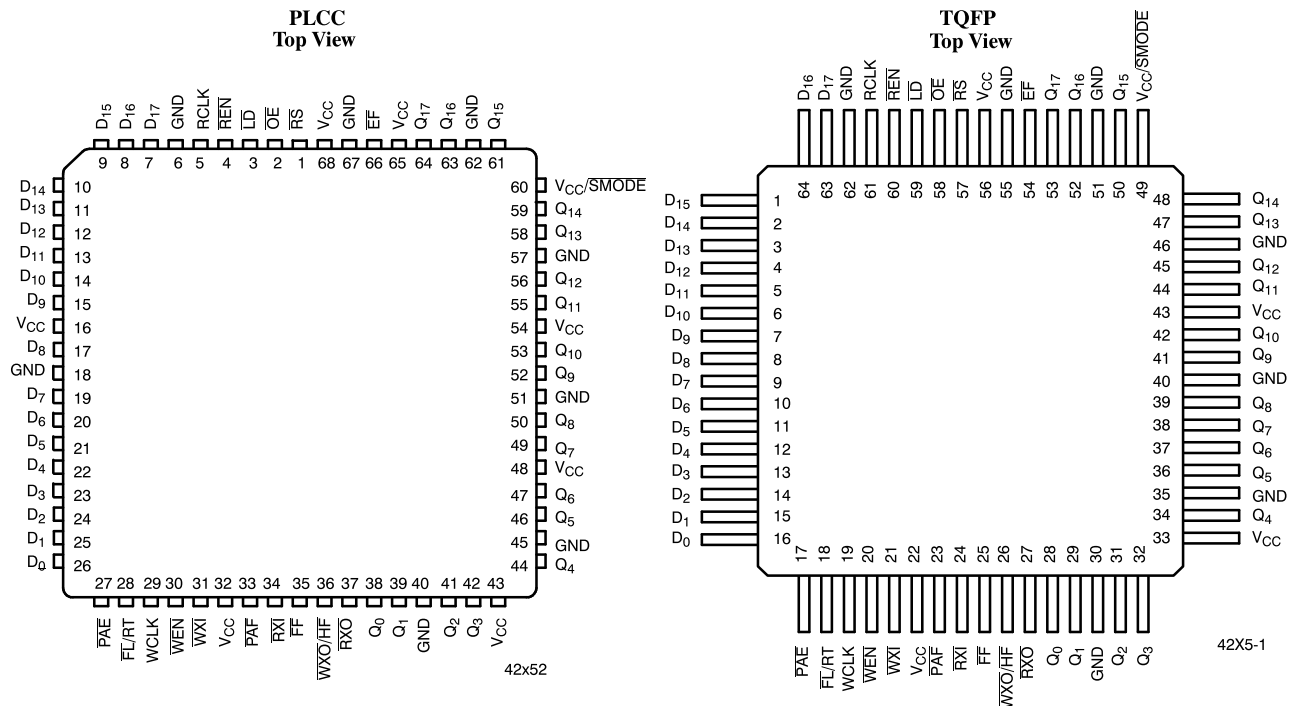 PLCC
Top View
D15 D16 D17 GND RCLK REN LD OE RS VCC GND EF VCC Q17 Q16 GND Q15
9 8 7 6 5 4 3 2 1 68 67 66 65 64 63 62 61
D14 10
D13 11
D12 12
D11 13
D10 14
D9 15
VCC 16
D8 17
GND 18
D7 19
D6 20
D5 21
D4 22
D3 23
D2 24
D1 25
D0 26
60 VCC/SMODE
59 Q14
58 Q13
57 GND
56 Q12
55 Q11
54 VCC
53 Q10
52 Q9
51 GND
50 Q8
49 Q7
48 VCC
47 Q6
46 Q5
45 GND
44 Q4
27 28 29 30 31 32 33 34 35 36 37 38 39 40 41 42 43
PAE FL/RT WCLK WEN WXI VCC PAF RXI FF WXO/HF RXO Q0 Q1 GND Q2 Q3 VCC
42x52
TQFP
Top View
D16 D17 GND RCLK REN LD OE RS VCC GND EF Q17 Q16 GND Q15 VCC/SMODE
64 63 62 61 60 59 58 57 56 55 54 53 52 51 50 49
D15 1
D14 2
D13 3
D12 4
D11 5
D10 6
D9 7
D8 8
D7 9
D6 10
D5 11
D4 12
D3 13
D2 14
D1 15
D0 16
48 Q14
47 Q13
46 GND
45 Q12
44 Q11
43 VCC
42 Q10
41 Q9
40 GND
39 Q8
38 Q7
37 Q6
36 Q5
35 GND
34 Q4
33 VCC
17 18 19 20 21 22 23 24 25 26 27 28 29 30 31 32
PAE FL/RT WCLK WEN WXI VCC PAF RXI FF WXO/HF RXO Q0 Q1 GND Q2 Q3
42X5-1